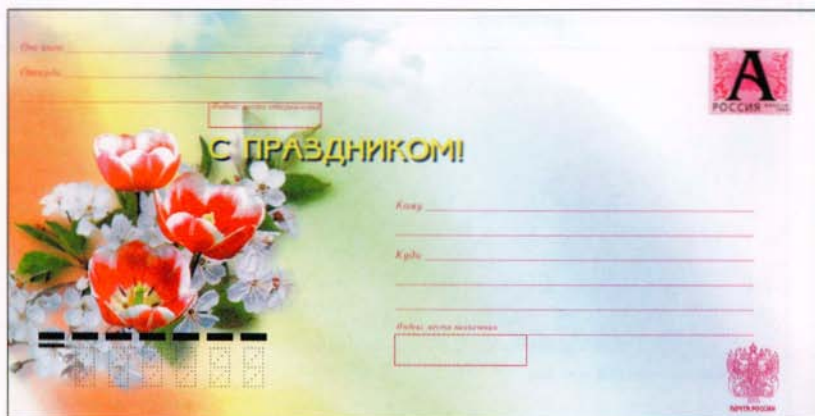 От кого
Откуда
Индекс места отправления
А
РОССИЯ
С ПРАЗДНИКОМ!
Кому
Куда
Индекс места назначения
ПОЧТА РОССИИ